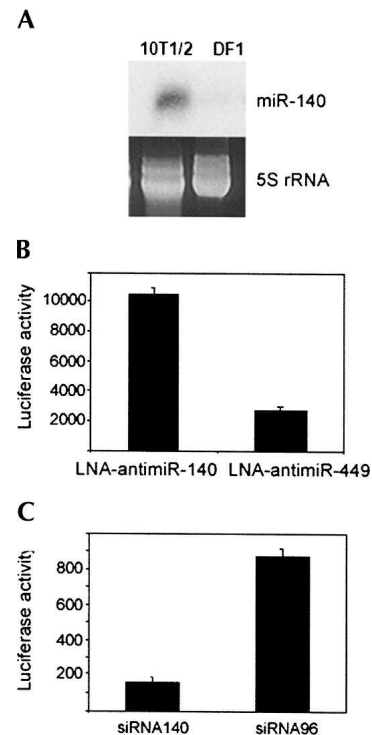 A
10T1/2 DF1
miR-140
5S rRNA
B
Luciferase activity
10000
8000
6000
4000
2000
LNA-antimiR-140 LNA-antimiR-449
C
Luciferase activity
800
600
400
200
siRNA140 siRNA96